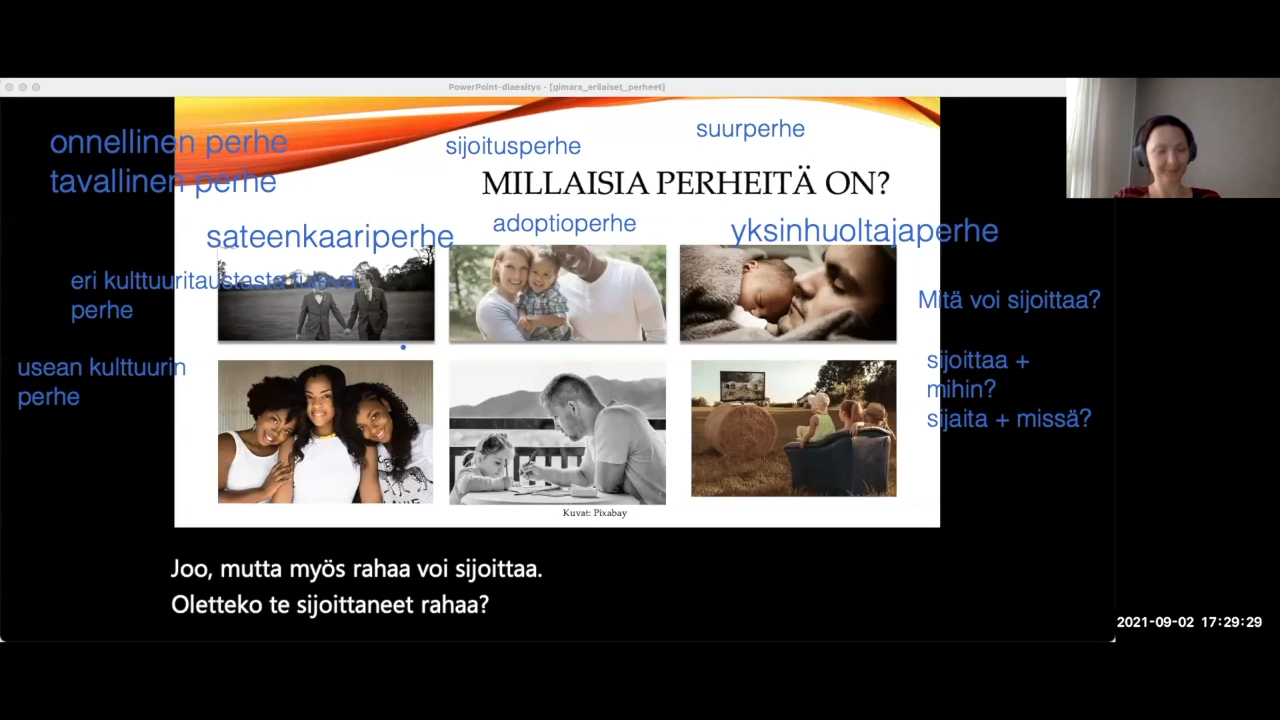 PowerPoint-diaesitys - [gimara_erilaiset_perheet]
onnellinen perhe
tavallinen perhe
sijoitusperhe
suurperhe
MILLAISIA PERHEITÄ ON?
sateenkaariperhe
adoptioperhe
yksinhuoltajaperhe
eri kulttuuritaustasta tuleva
perhe
usean kulttuurin
perhe
Mitä voi sijoittaa?
sijoittaa +
mihin?
sijaita + missä?
Kuvat: Pixabay
Joo, mutta myös rahaa voi sijoittaa.
Oletteko te sijoittaneet rahaa?
2021-09-02 17:29:29